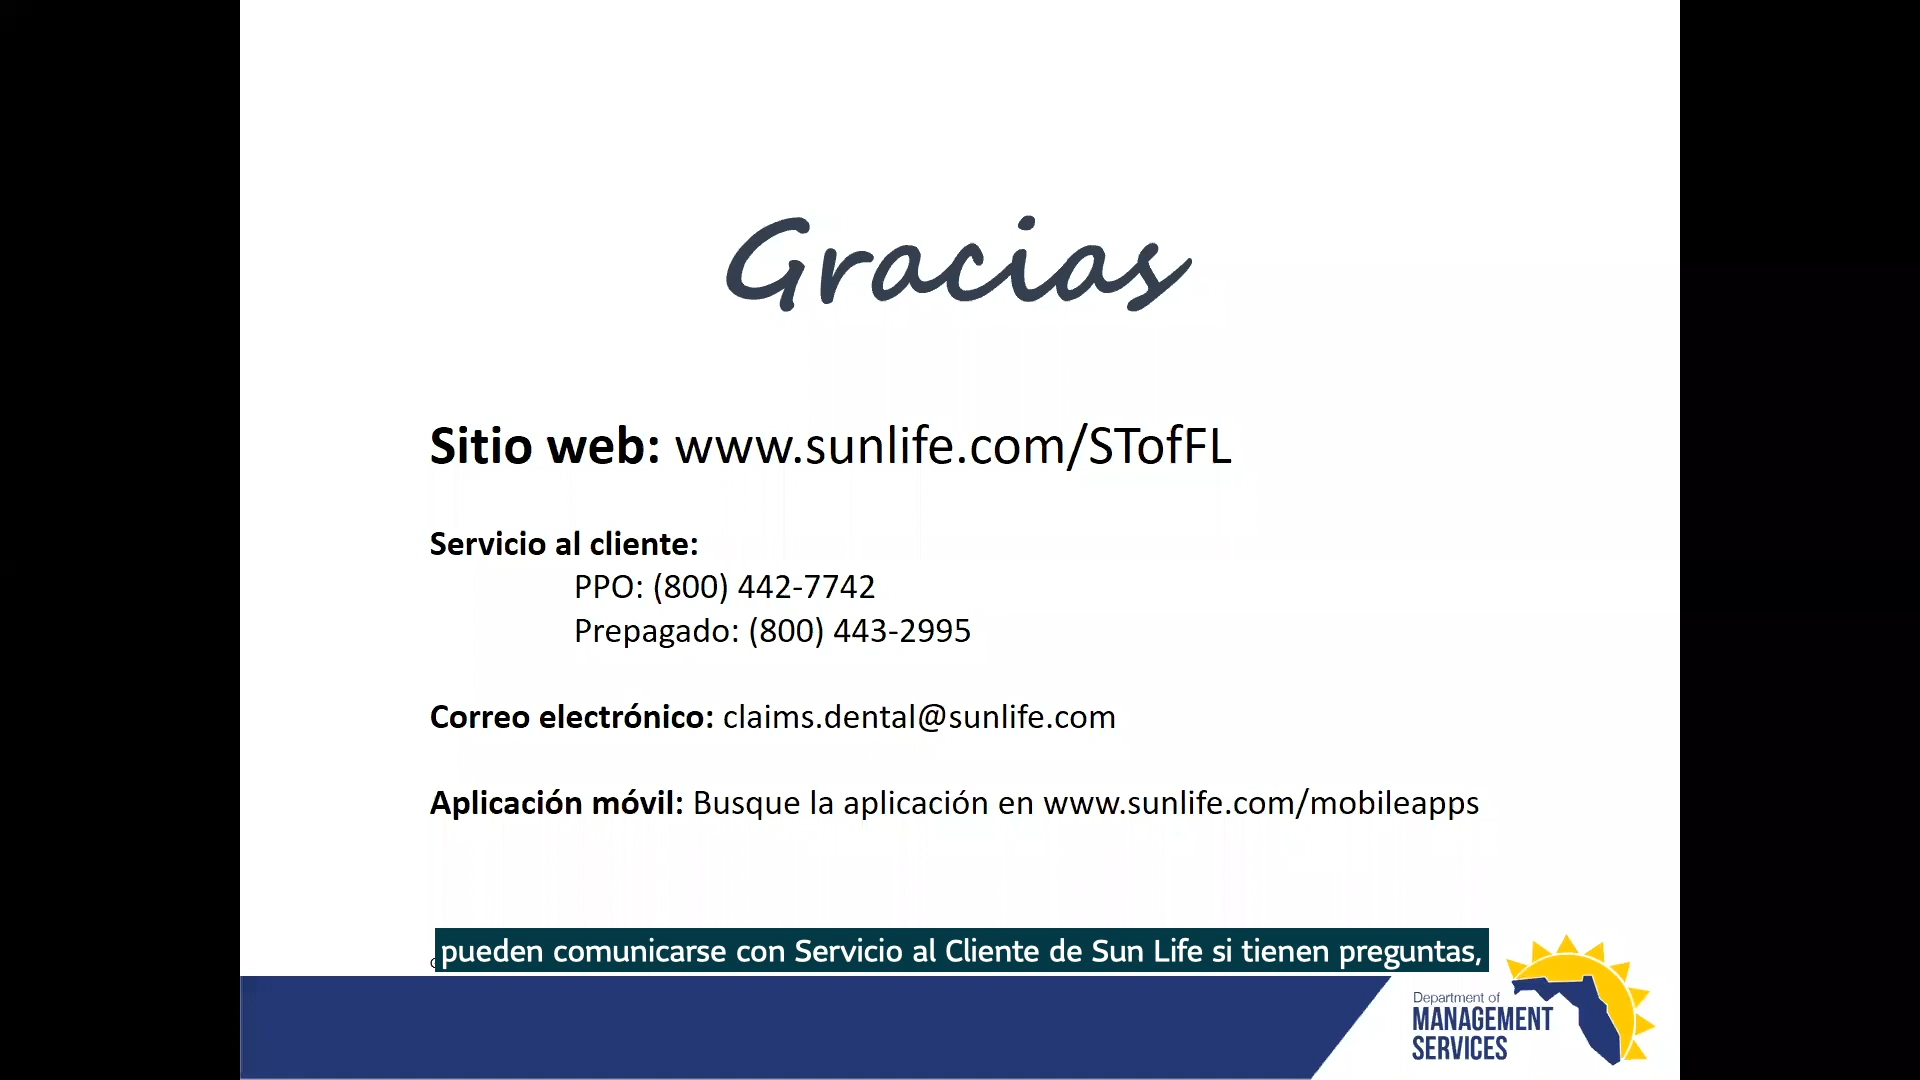 Gracias
Sitio web: www.sunlife.com/STofFL
Servicio al cliente:
PPO: (800) 442-7742
Prepagado: (800) 443-2995
Correo electrónico: claims.dental@sunlife.com
Aplicación móvil: Busque la aplicación en www.sunlife.com/mobileapps
pueden comunicarse con Servicio al Cliente de Sun Life si tienen preguntas,
Department of
MANAGEMENT
SERVICES